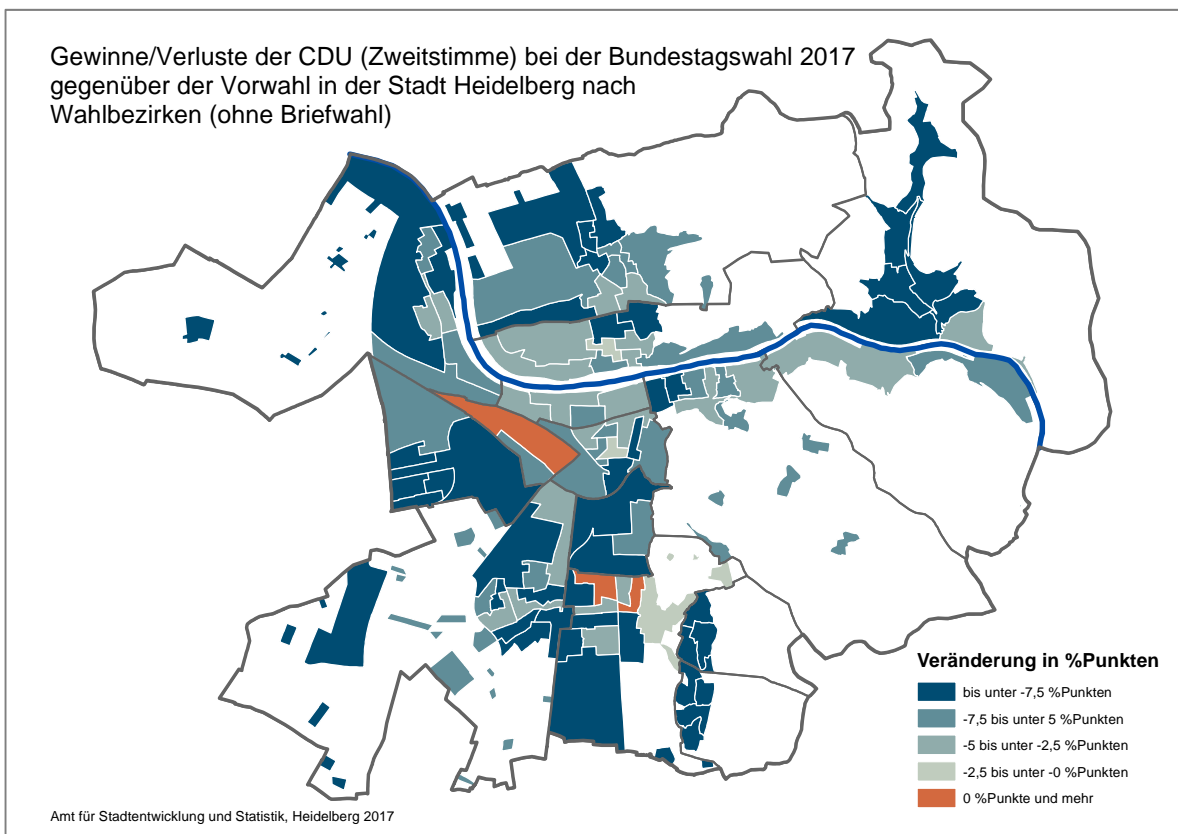 Gewinne/Verluste der CDU (Zweitstimme) bei der Bundestagswahl 2017
gegenüber der Vorwahl in der Stadt Heidelberg nach
Wahlbezirken (ohne Briefwahl)
Veränderung in %Punkten
bis unter -7,5 %Punkten
-7,5 bis unter 5 %Punkten
-5 bis unter -2,5 %Punkten
-2,5 bis unter -0 %Punkten
0 %Punkte und mehr
Amt für Stadtentwicklung und Statistik, Heidelberg 2017